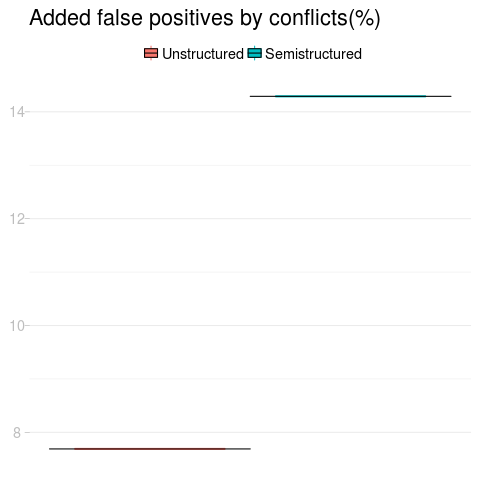 Added false positives by conflicts(%)
Unstructured Semistructured
14
12
10
8